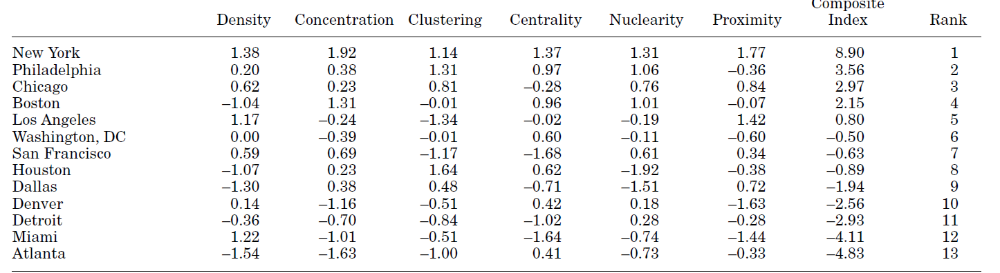 Composite
Density Concentration Clustering Centrality Nuclearity Proximity Index Rank
New York 1.38 1.92 1.14 1.37 1.31 1.77 8.90 1
Philadelphia 0.20 0.38 1.31 0.97 1.06 –0.36 3.56 2
Chicago 0.62 0.23 0.81 –0.28 0.76 0.84 2.97 3
Boston –1.04 1.31 –0.01 0.96 1.01 –0.07 2.15 4
Los Angeles 1.17 –0.24 –1.34 –0.02 –0.19 1.42 0.80 5
Washington, DC 0.00 –0.39 –0.01 0.60 –0.11 –0.60 –0.50 6
San Francisco 0.59 0.69 –1.17 –1.68 0.61 0.34 –0.63 7
Houston –1.07 0.23 1.64 0.62 –1.92 –0.38 –0.89 8
Dallas –1.30 0.38 0.48 –0.71 –1.51 0.72 –1.94 9
Denver 0.14 –1.16 –0.51 0.42 0.18 –1.63 –2.56 10
Detroit –0.36 –0.70 –0.84 –1.02 0.28 –0.28 –2.93 11
Miami 1.22 –1.01 –0.51 –1.64 –0.74 –1.44 –4.11 12
Atlanta –1.54 –1.63 –1.00 0.41 –0.73 –0.33 –4.83 13